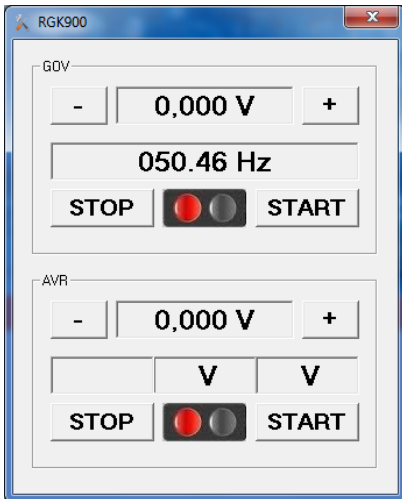 RGK900
GOV
- 0,000 V +
050.46 Hz
STOP START
AVR
- 0,000 V +
V V
STOP START